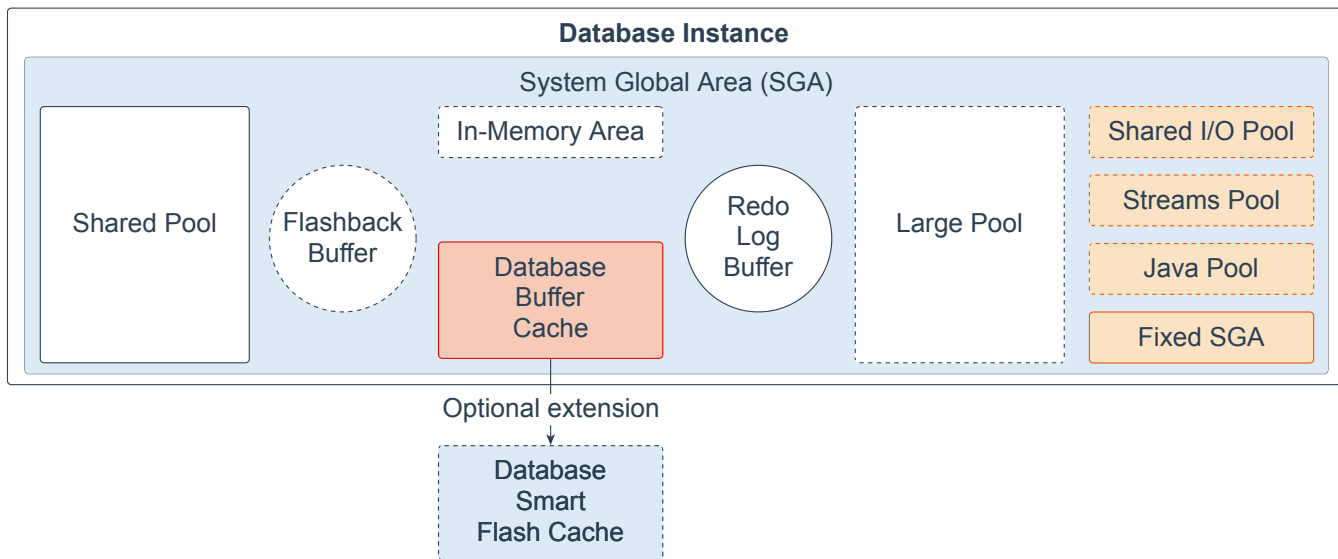 Database Instance
System Global Area (SGA)
Shared Pool
Flashback
Buffer
In-Memory Area
Database
Buffer
Cache
Redo
Log
Buffer
Large Pool
Shared I/O Pool
Streams Pool
Java Pool
Fixed SGA
Optional extension
Database
Smart
Flash Cache